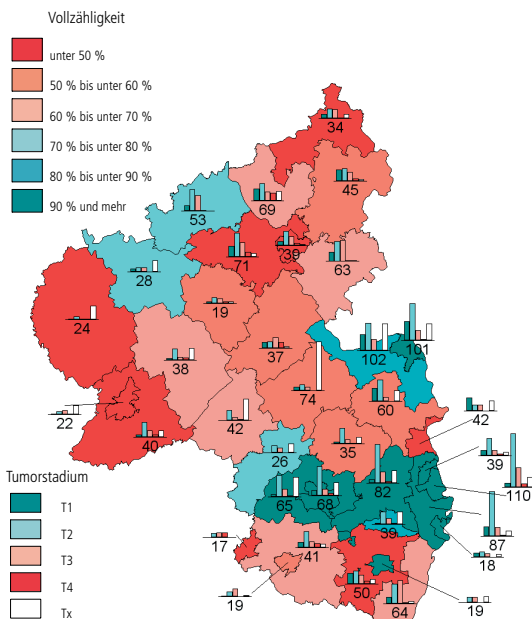 Vollzähligkeit
unter 50 %
50 % bis unter 60 %
60 % bis unter 70 %
70 % bis unter 80 %
80 % bis unter 90 %
90 % und mehr
34
45
69
53
39
71
63
28
19
24
37
102
101
38
74
60
22
42
42
40
35
26
39
82
65
68
110
39
87
17
41
18
50
19
64
19
Tumorstadium
T1
T2
T3
T4
Tx